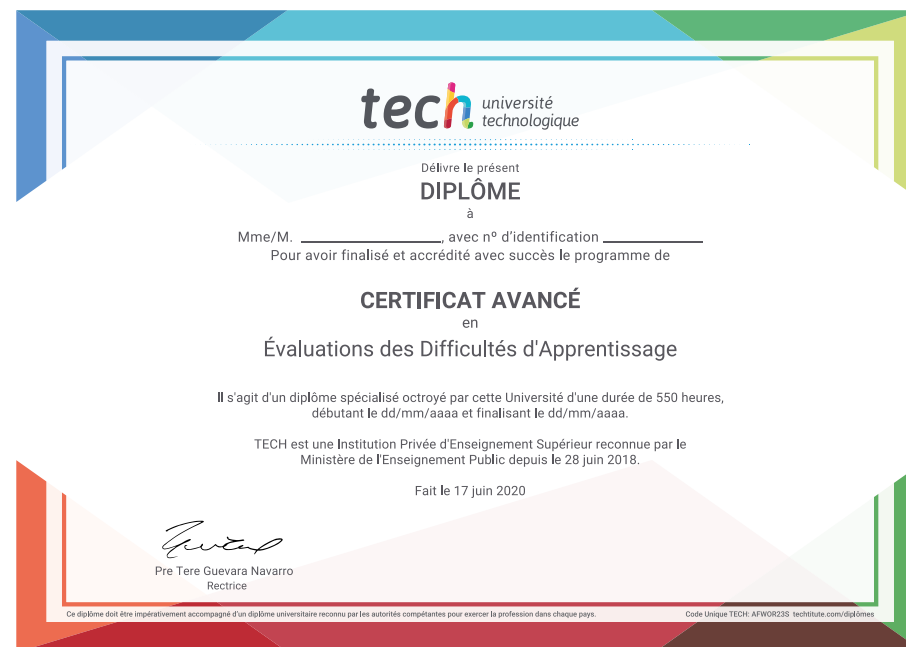 tech université
technologique
Délivre le présent
DIPLÔME
à
Mme/M. ____________________, avec nº d'identification ______________
Pour avoir finalisé et accrédité avec succès le programme de
CERTIFICAT AVANCÉ
en
Évaluations des Difficultés d'Apprentissage
Il s'agit d'un diplôme spécialisé octroyé par cette Université d'une durée de 550 heures,
débutant le dd/mm/aaaa et finalisant le dd/mm/aaaa.
TECH est une Institution Privée d'Enseignement Supérieur reconnue par le
Ministère de l'Enseignement Public depuis le 28 juin 2018.
Fait le 17 juin 2020
Pre Tere Guevara Navarro
Rectrice
Ce diplôme doit être impérativement accompagné d'un diplôme universitaire reconnu par les autorités compétentes pour exercer la profession dans chaque pays. Code Unique TECH: AFWOR23S techtitute.com/diplômes